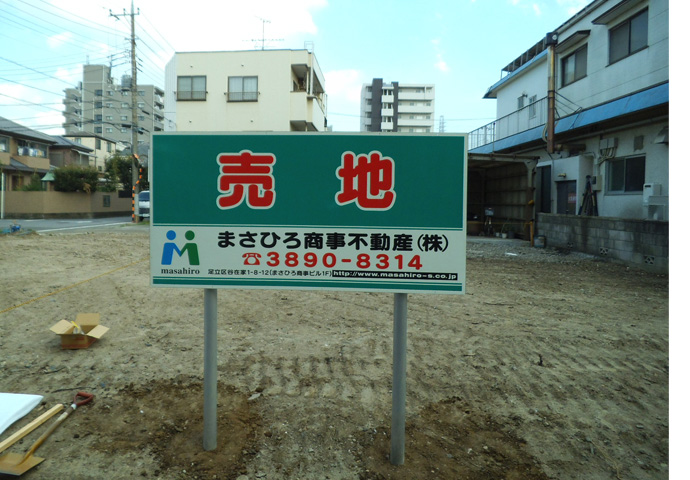 売地
まさひろ商事不動産(株)
☎3890-8314
masahiro
足立区谷在家1-8-12(まさひろ商事ビル1F) http://www.masahiro-s.co.jp